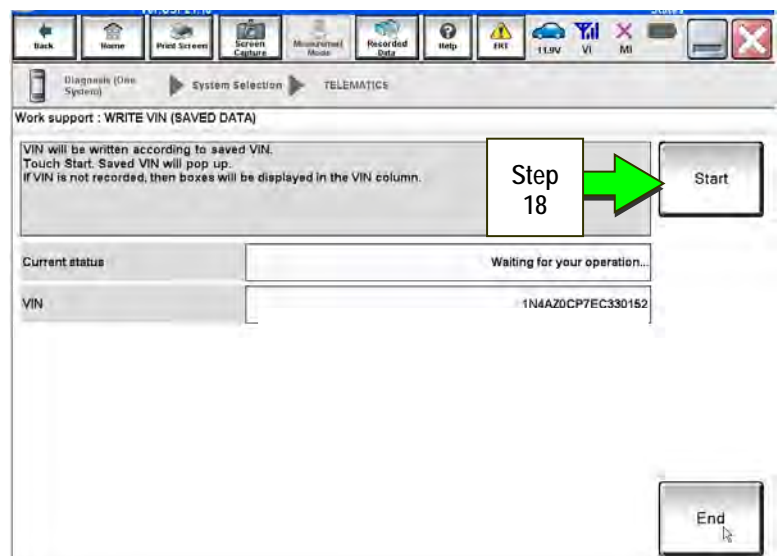 Back
Home
Print Screen
Screen Capture
Measurement Mode
Recorded Data
Help
ERT
11.9V
VI
MI
Diagnosis (One System)
System Selection
TELEMATICS
Work support : WRITE VIN (SAVED DATA)
VIN will be written according to saved VIN.
Touch Start. Saved VIN will pop up.
If VIN is not recorded, then boxes will be displayed in the VIN column.
Step
18
Start
Current status
Waiting for your operation...
VIN
1N4AZ0CP7EC330152
End